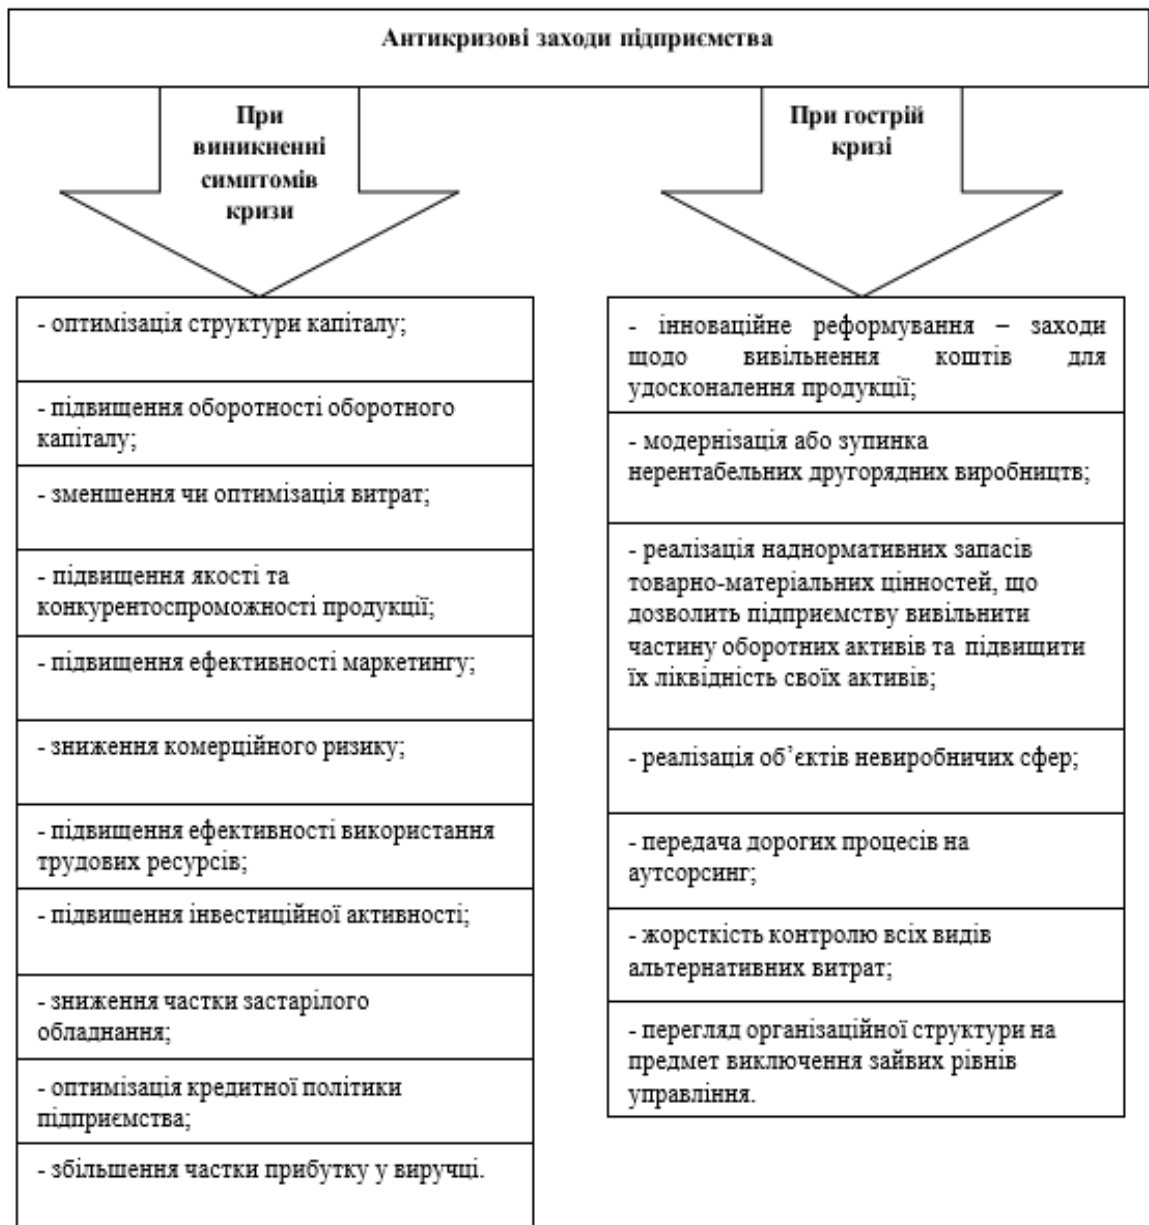 Антикризові заходи підприємства
При
виникненні
симптомів
кризи
- оптимізація структури капіталу;
- підвищення оборотності оборотного
капіталу;
- зменшення чи оптимізація витрат;
- підвищення якості та
конкурентоспроможності продукції;
- підвищення ефективності маркетингу;
- зниження комерційного ризику;
- підвищення ефективності використання
трудових ресурсів;
- підвищення інвестиційної активності;
- зниження частки застарілого
обладнання;
- оптимізація кредитної політики
підприємства;
- збільшення частки прибутку у виручці.
При гострій
кризі
- інноваційне реформування – заходи
щодо вивільнення коштів для
удосконалення продукції;
- модернізація або зупинка
нерентабельних другорядних виробництв;
- реалізація наднормативних запасів
товарно-матеріальних цінностей, що
дозволить підприємству вивільнити
частину оборотних активів та підвищити
їх ліквідність своїх активів;
- реалізація об’єктів невиробничих сфер;
- передача дорогих процесів на
аутсорсинг;
- жорсткість контролю всіх видів
альтернативних витрат;
- перегляд організаційної структури на
предмет виключення зайвих рівнів
управління.